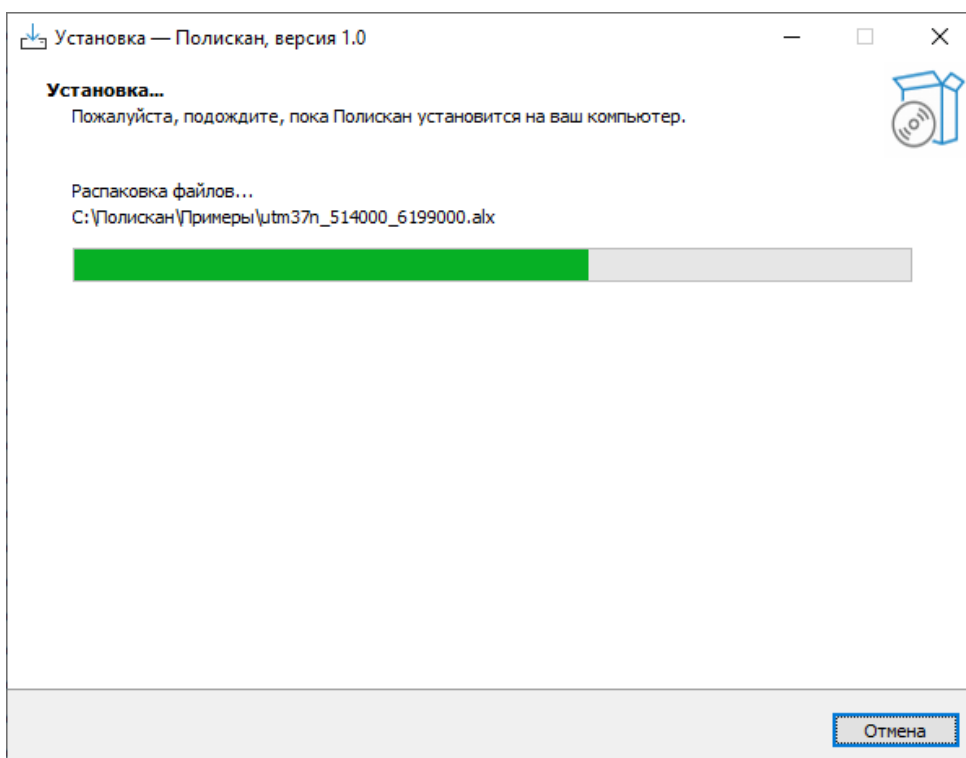 Установка — Полискан, версия 1.0
Установка...
Пожалуйста, подождите, пока Полискан установится на ваш компьютер.
Распаковка файлов...
C:\Полискан\Примеры\utm37n_514000_6199000.alx
Отмена